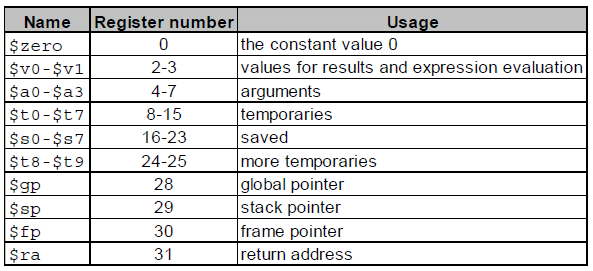 Name Register number Usage
$zero 0 the constant value 0
$v0-$v1 2-3 values for results and expression evaluation
$a0-$a3 4-7 arguments
$t0-$t7 8-15 temporaries
$s0-$s7 16-23 saved
$t8-$t9 24-25 more temporaries
$gp 28 global pointer
$sp 29 stack pointer
$fp 30 frame pointer
$ra 31 return address